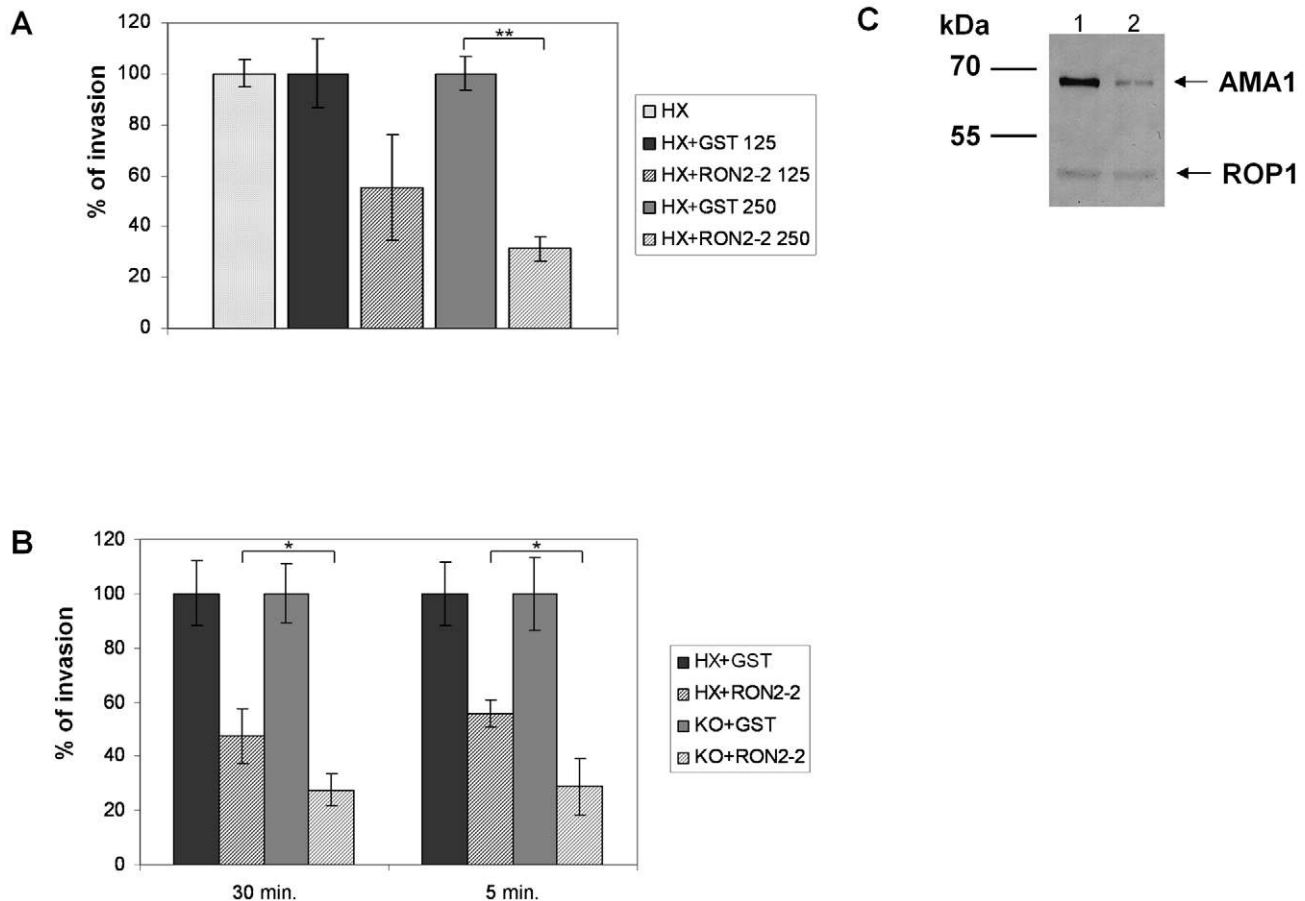 A
120
100
80
60
40
20
0
% of invasion
**
HX
HX+GST 125
HX+RON2-2 125
HX+GST 250
HX+RON2-2 250
C
kDa
1 2
70
55
AMA1
ROP1
B
120
100
80
60
40
20
0
% of invasion
* *
30 min. 5 min.
HX+GST
HX+RON2-2
KO+GST
KO+RON2-2